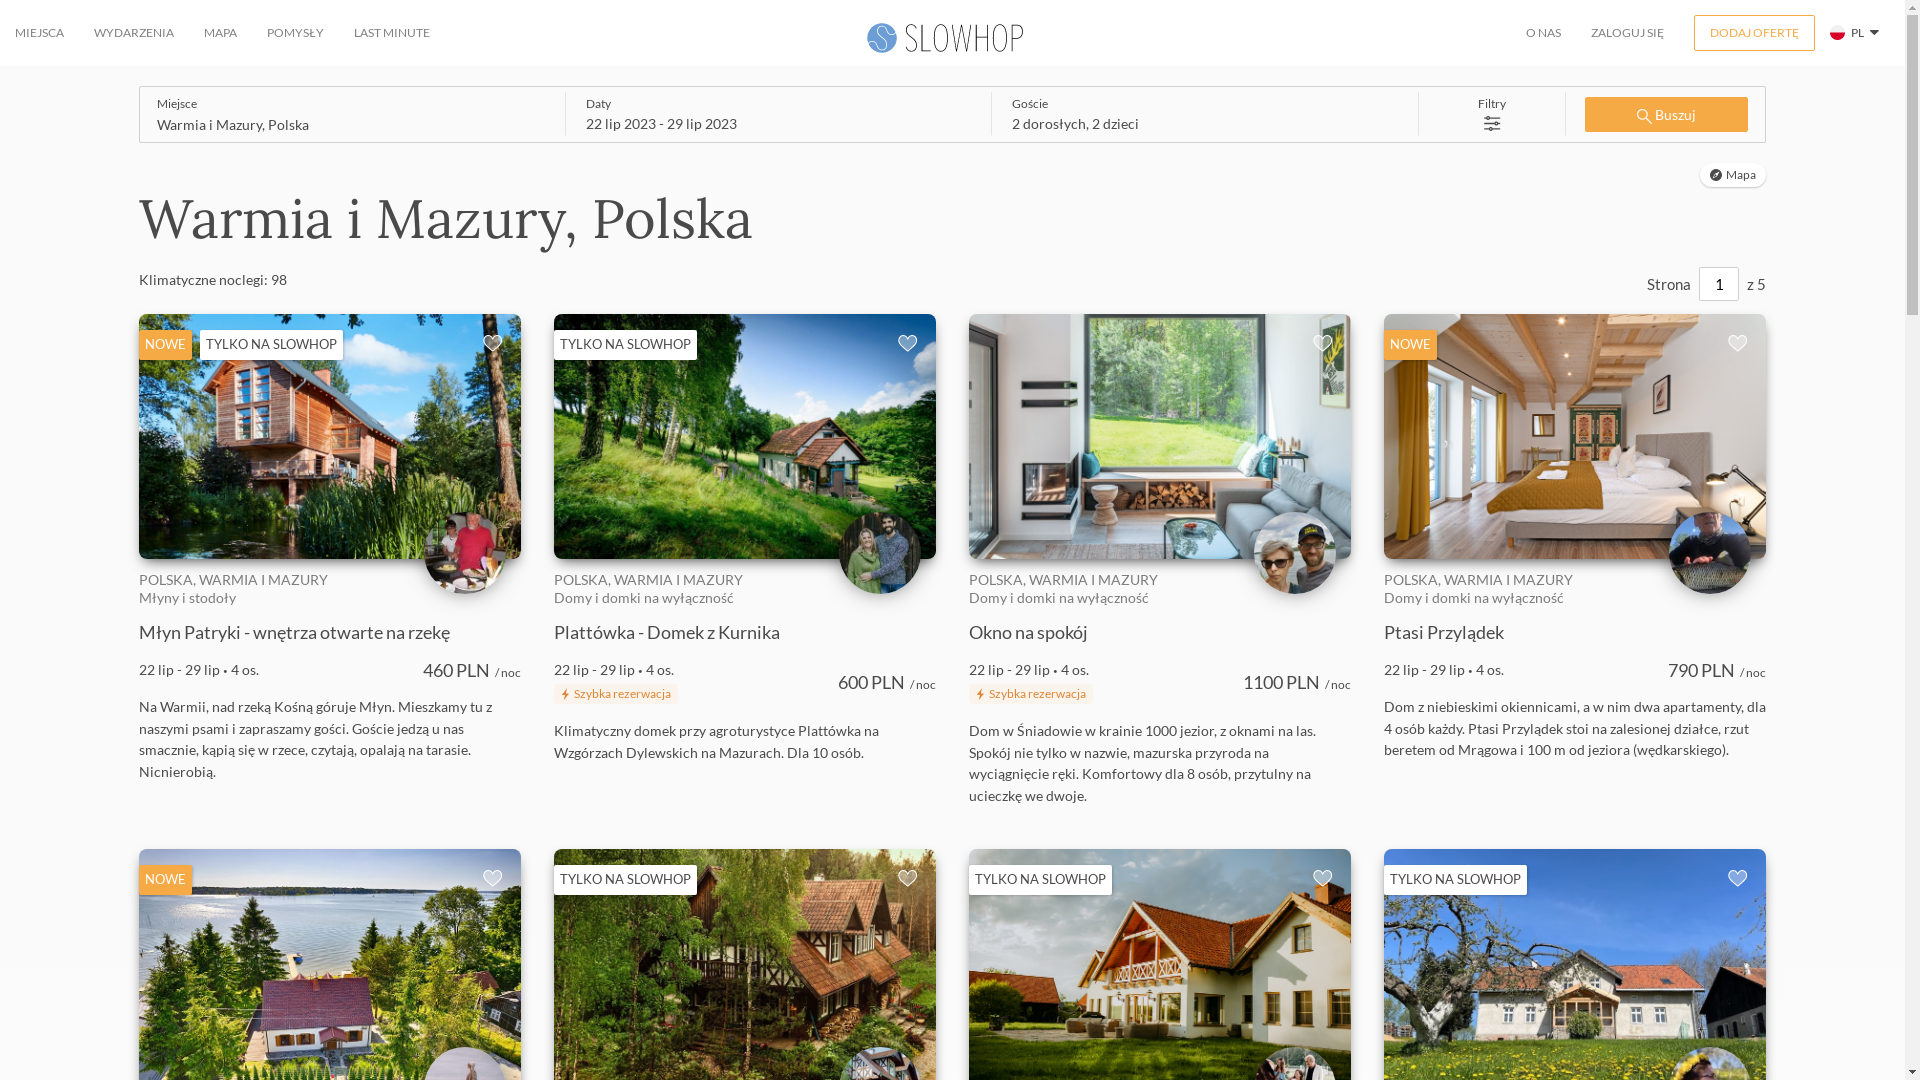 MIEJSCA WYDARZENIA MAPA POMYSŁY LAST MINUTE SLOWHOP O NAS ZALOGUJ SIĘ DODAJ OFERTĘ PL
Miejsce Daty Goście Filtry
Warmia i Mazury, Polska 22 lip 2023 - 29 lip 2023 2 dorosłych, 2 dzieci Buszuj
Mapa
Warmia i Mazury, Polska
Klimatyczne noclegi: 98 Strona 1 z 5
NOWE TYLKO NA SLOWHOP
POLSKA, WARMIA I MAZURY
Młyny i stodoły
Młyn Patryki - wnętrza otwarte na rzekę
22 lip - 29 lip • 4 os. 460 PLN / noc
Na Warmii, nad rzeką Kośną góruje Młyn. Mieszkamy tu z
naszymi psami i zapraszamy gości. Goście jedzą u nas
smacznie, kąpią się w rzece, czytają, opalają na tarasie.
Nicnierobią.
TYLKO NA SLOWHOP
POLSKA, WARMIA I MAZURY
Domy i domki na wyłączność
Plattówka - Domek z Kurnika
22 lip - 29 lip • 4 os.
Szybka rezerwacja
600 PLN / noc
Klimatyczny domek przy agroturystyce Plattówka na
Wzgórzach Dylewskich na Mazurach. Dla 10 osób.
POLSKA, WARMIA I MAZURY
Domy i domki na wyłączność
Okno na spokój
22 lip - 29 lip • 4 os.
Szybka rezerwacja
1100 PLN / noc
Dom w Śniadowie w krainie 1000 jezior, z oknami na las.
Spokój nie tylko w nazwie, mazurska przyroda na
wyciągnięcie ręki. Komfortowy dla 8 osób, przytulny na
ucieczkę we dwoje.
NOWE
POLSKA, WARMIA I MAZURY
Domy i domki na wyłączność
Ptasi Przylądek
22 lip - 29 lip • 4 os. 790 PLN / noc
Dom z niebieskimi okiennicami, a w nim dwa apartamenty, dla
4 osób każdy. Ptasi Przylądek stoi na zalesionej działce, rzut
beretem od Mrągowa i 100 m od jeziora (wędkarskiego).
NOWE
TYLKO NA SLOWHOP
TYLKO NA SLOWHOP
TYLKO NA SLOWHOP